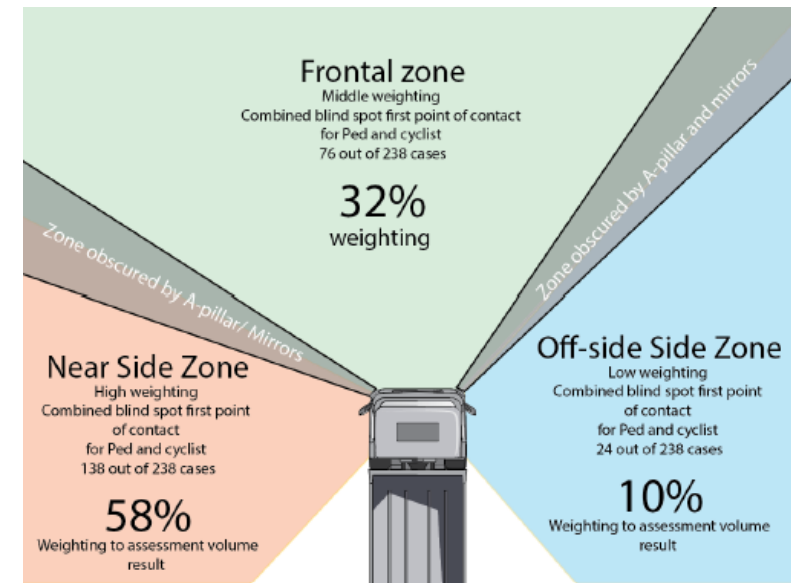 Frontal zone
Middle weighting
Combined blind spot first point of contact
for Ped and cyclist
76 out of 238 cases
32%
weighting
Zone obscured by A-pillar/ Mirrors
Zone obscured by A-pillar and mirrors
Near Side Zone
High weighting
Combined blind spot first point
of contact
for Ped and cyclist
138 out of 238 cases
58%
Weighting to assessment volume
result
Off-side Side Zone
Low weighting
Combined blind spot first point
of contact
for Ped and cyclist
24 out of 238 cases
10%
Weighting to assessment volume
result